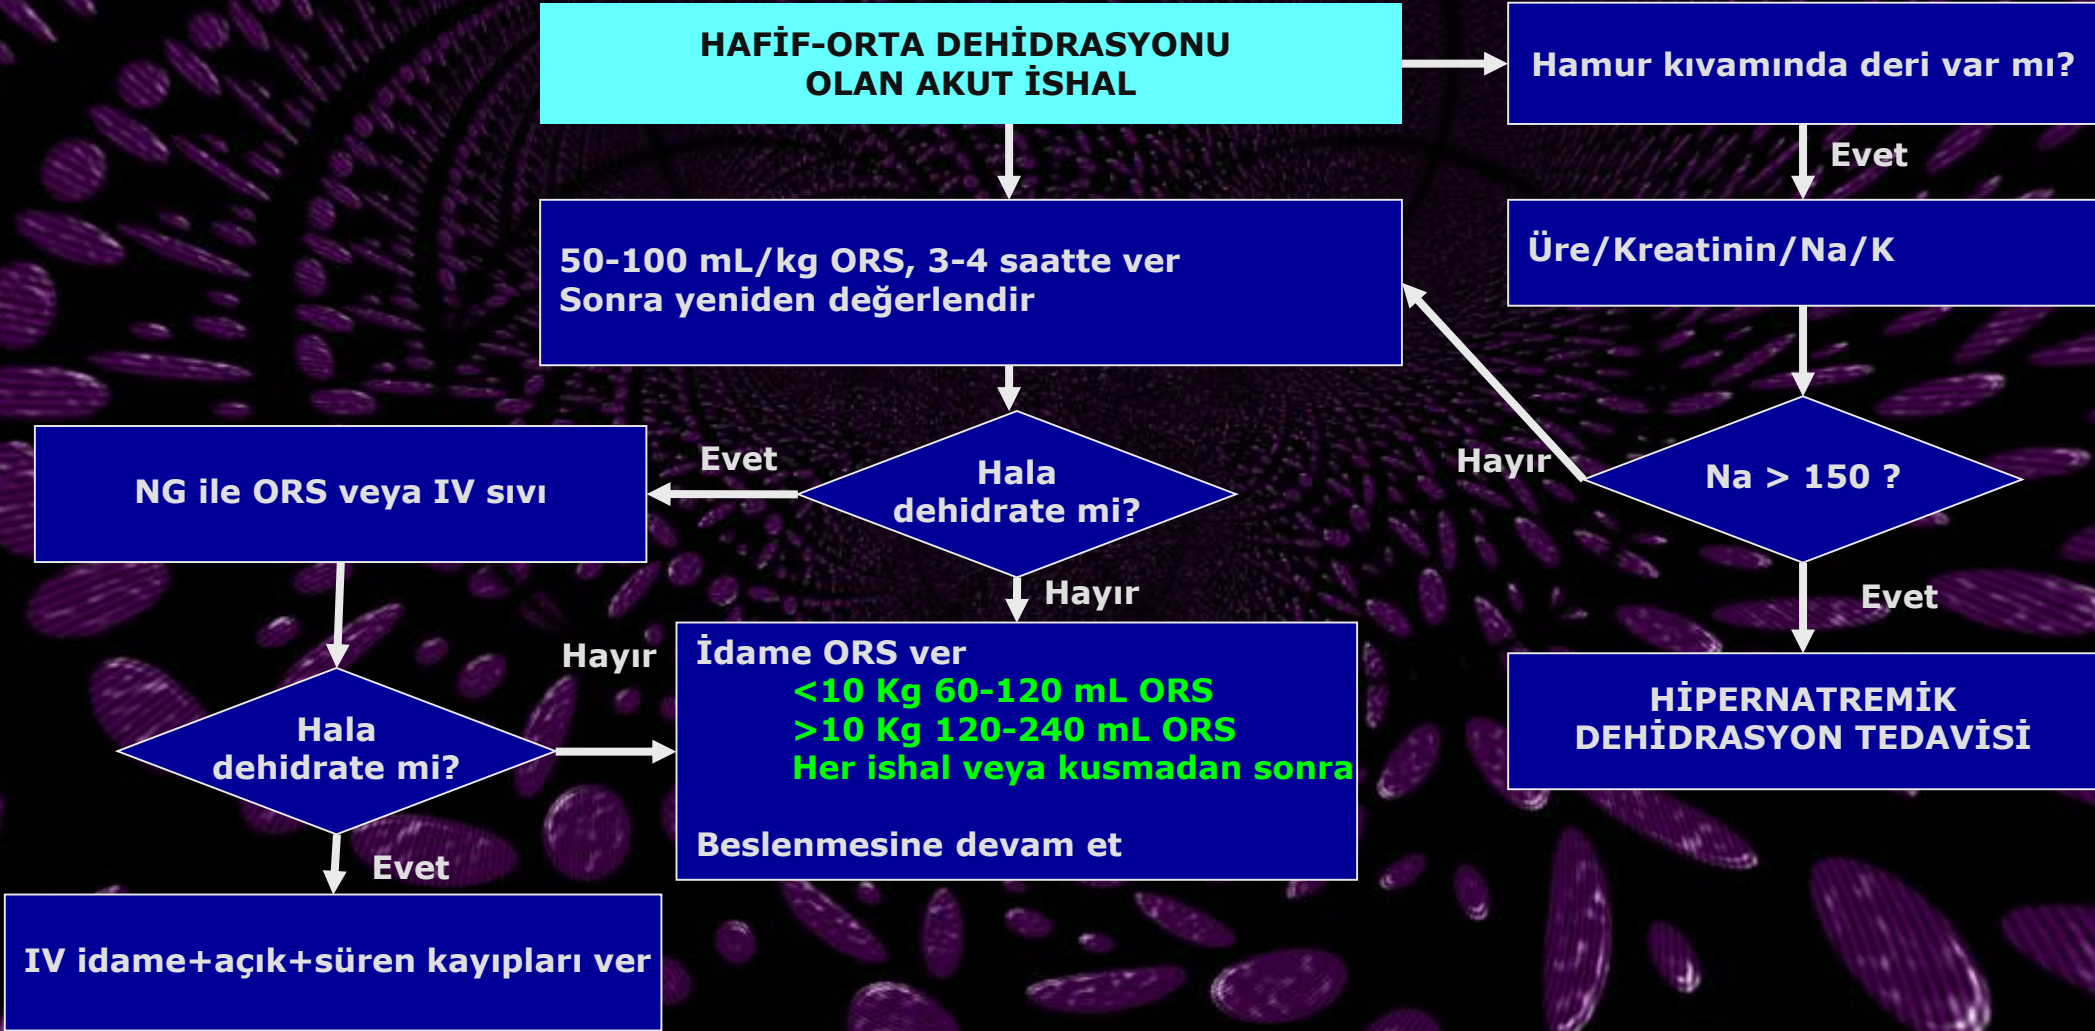 HAFİF-ORTA DEHİDRASYONU
OLAN AKUT İSHAL
Hamur kıvamında deri var mı?
Evet
50-100 mL/kg ORS, 3-4 saatte ver
Sonra yeniden değerlendir
Üre/Kreatinin/Na/K
NG ile ORS veya IV sıvı
Evet
Hala
dehidrate mi?
Hayır
Na > 150 ?
Hayır
Evet
Hayır
İdame ORS ver
<10 Kg 60-120 mL ORS
>10 Kg 120-240 mL ORS
Her ishal veya kusmadan sonra
Beslenmesine devam et
HİPERNATREMİK
DEHİDRASYON TEDAVİSİ
Hala
dehidrate mi?
Evet
IV idame+açık+süren kayıpları ver